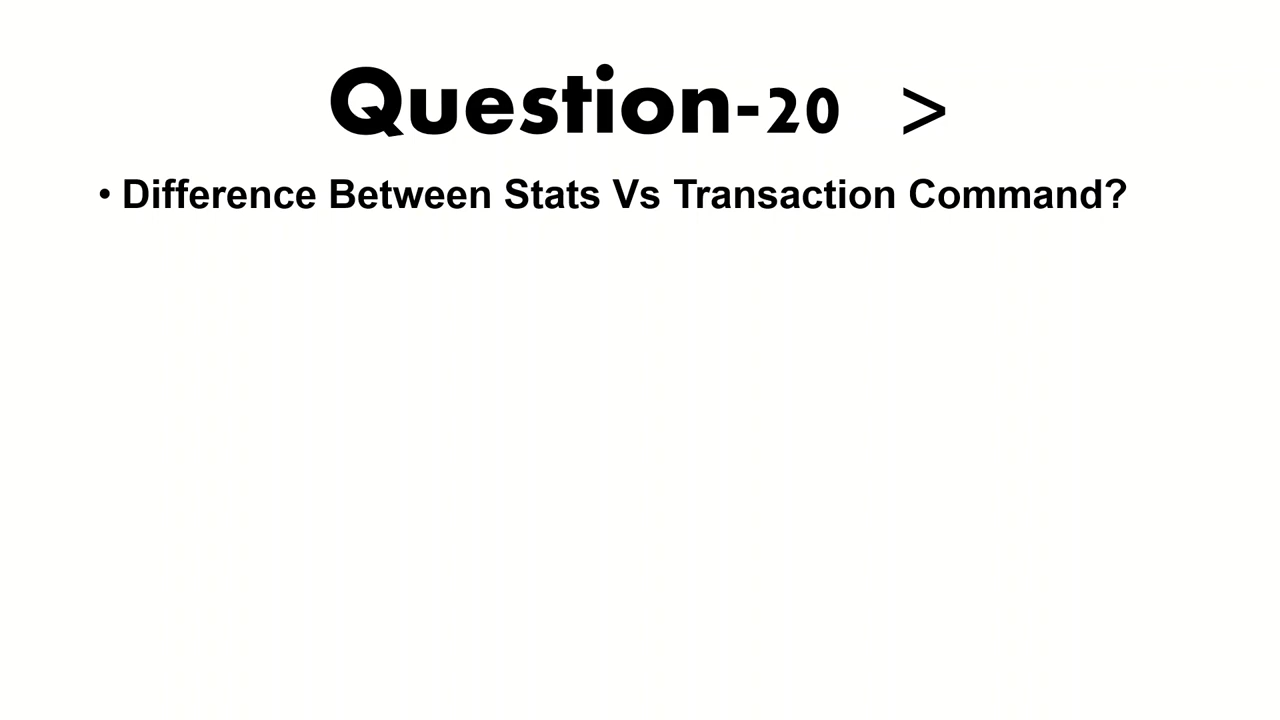 Question-20 >
• Difference Between Stats Vs Transaction Command?